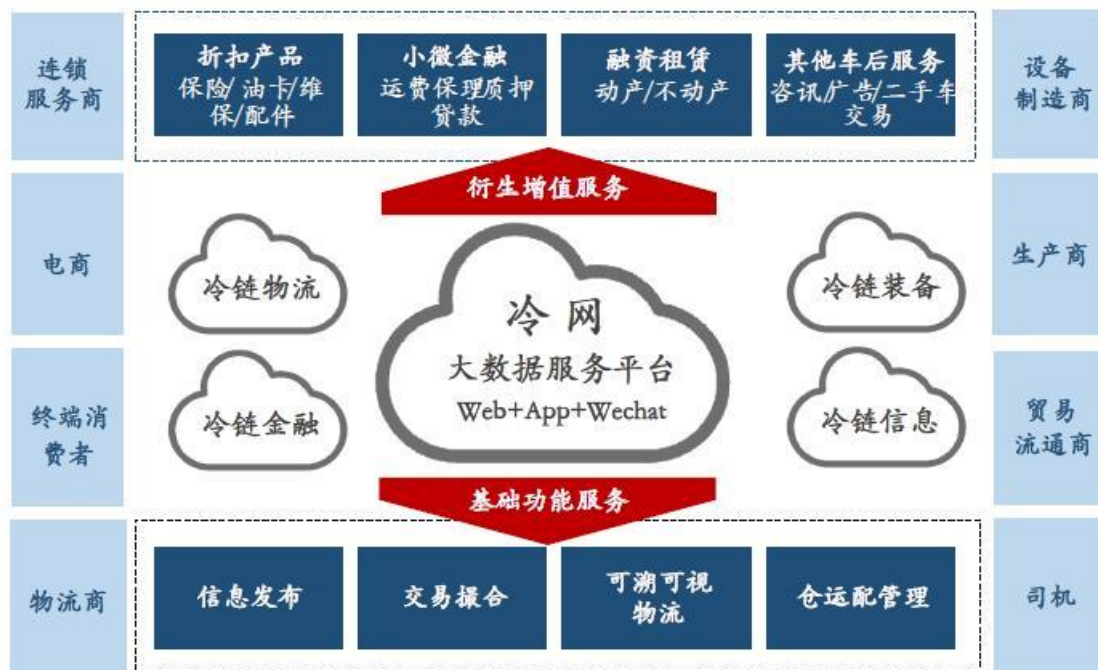 连锁
服务商
折扣产品
保险/油卡/维
保/配件
小微金融
运费保理质押
贷款
融资租赁
动产/不动产
其他车后服务
咨讯/广告/二手车
交易
设备
制造商
衍生增值服务
电商
冷链物流
冷网
大数据服务平台
Web+App+Wechat
冷链装备
生产商
终端消
费者
冷链金融
冷链信息
贸易
流通商
基础功能服务
物流商
信息发布
交易撮合
可溯可视
物流
仓运配管理
司机